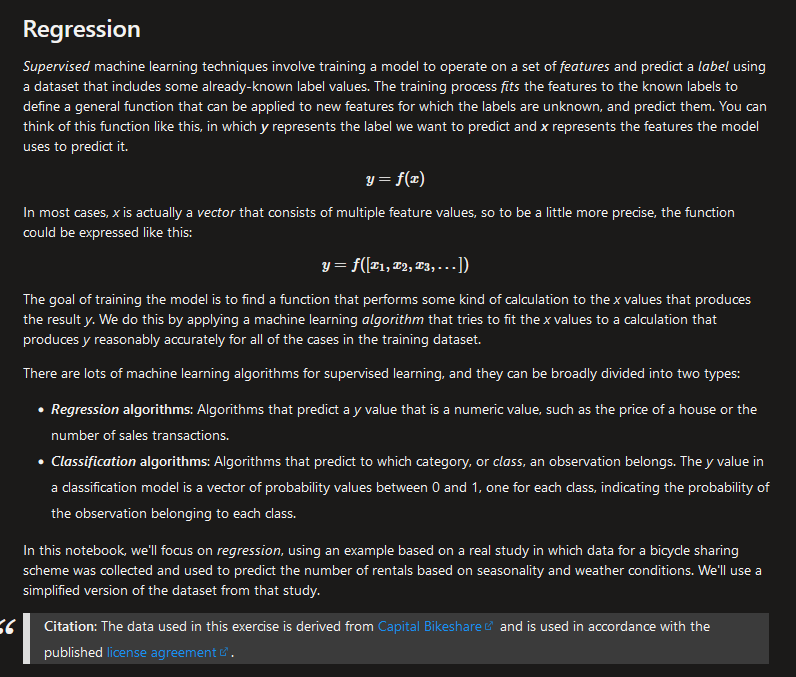 Regression
Supervised machine learning techniques involve training a model to operate on a set of features and predict a label using
a dataset that includes some already-known label values. The training process fits the features to the known labels to
define a general function that can be applied to new features for which the labels are unknown, and predict them. You can
think of this function like this, in which y represents the label we want to predict and x represents the features the model
uses to predict it.
y = f(x)
In most cases, x is actually a vector that consists of multiple feature values, so to be a little more precise, the function
could be expressed like this:
y = f([x₁, x₂, x₃, …])
The goal of training the model is to find a function that performs some kind of calculation to the x values that produces
the result y. We do this by applying a machine learning algorithm that tries to fit the x values to a calculation that
produces y reasonably accurately for all of the cases in the training dataset.
There are lots of machine learning algorithms for supervised learning, and they can be broadly divided into two types:
• Regression algorithms: Algorithms that predict a y value that is a numeric value, such as the price of a house or the
number of sales transactions.
• Classification algorithms: Algorithms that predict to which category, or class, an observation belongs. The y value in
a classification model is a vector of probability values between 0 and 1, one for each class, indicating the probability of
the observation belonging to each class.
In this notebook, we'll focus on regression, using an example based on a real study in which data for a bicycle sharing
scheme was collected and used to predict the number of rentals based on seasonality and weather conditions. We'll use a
simplified version of the dataset from that study.
“ Citation: The data used in this exercise is derived from Capital Bikeshare and is used in accordance with the
published license agreement .